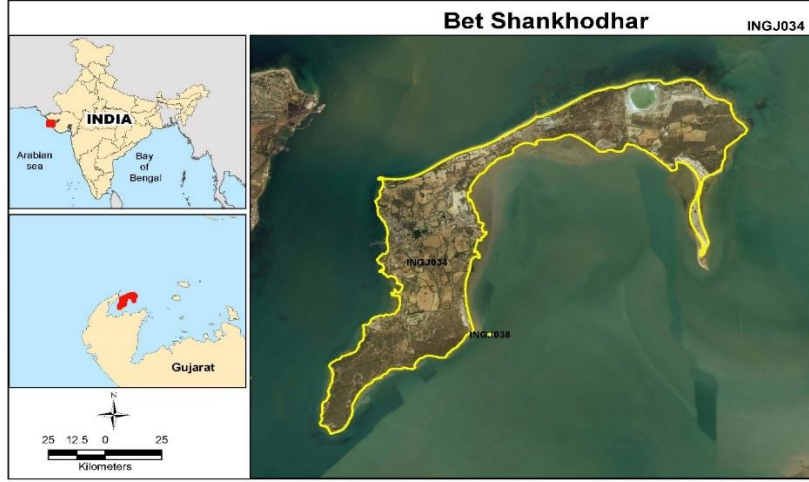 Bet Shankhodhar
INGJ034
INDIA
Arabian
sea
Bay
of
Bengal
Gujarat
N
25 12.5 0 25
Kilometers
INGJ034
INGJ038